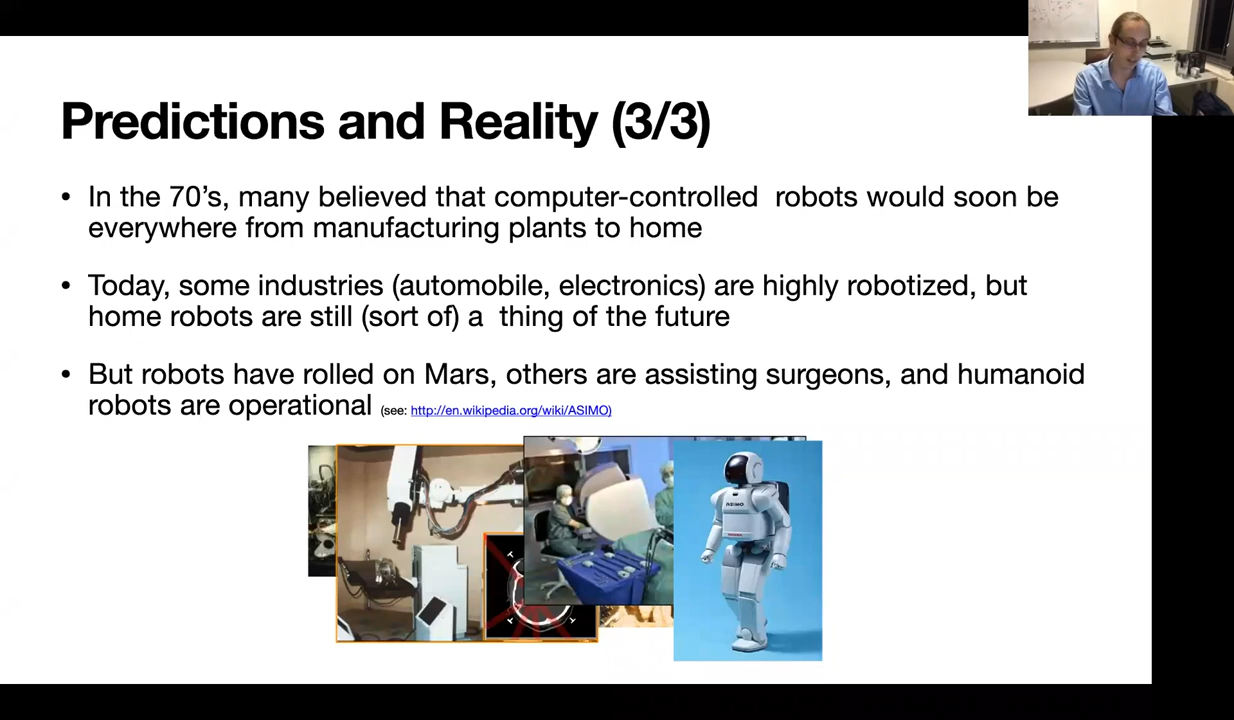 Predictions and Reality (3/3)
• In the 70's, many believed that computer-controlled  robots would soon be
everywhere from manufacturing plants to home
• Today, some industries (automobile, electronics) are highly robotized, but
home robots are still (sort of) a  thing of the future
• But robots have rolled on Mars, others are assisting surgeons, and humanoid
robots are operational (see: http://en.wikipedia.org/wiki/ASIMO)
ASIMO